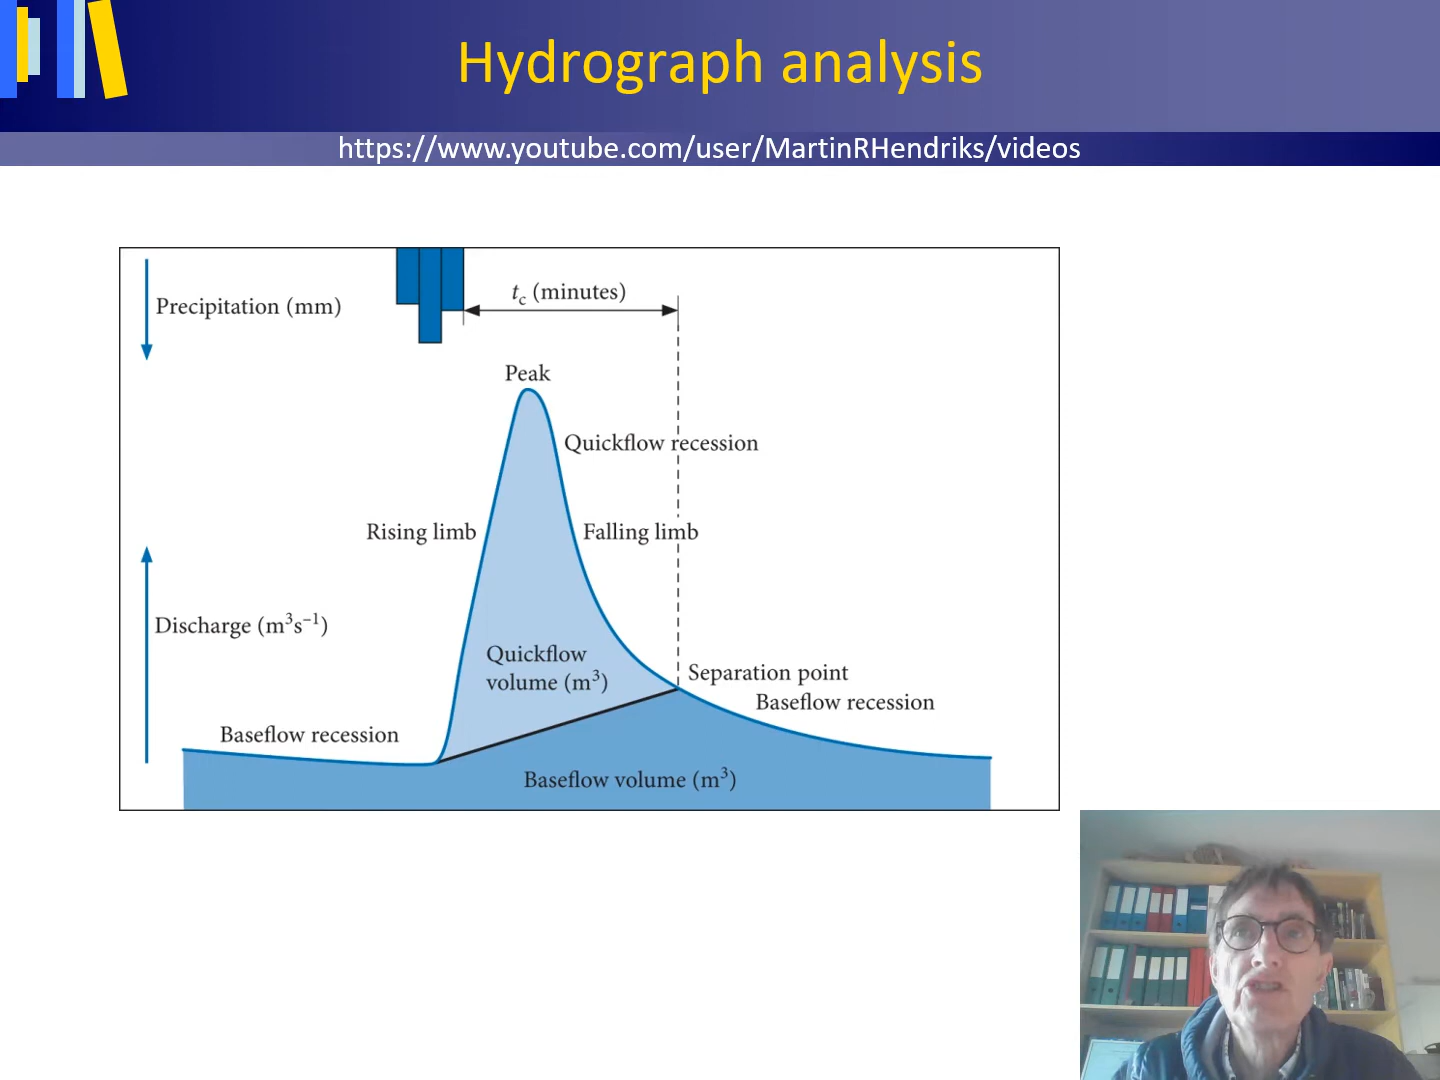 Hydrograph analysis
https://www.youtube.com/user/MartinRHendriks/videos
Precipitation (mm)
t_c (minutes)
Peak
Quickflow recession
Rising limb
Falling limb
Discharge (m³s⁻¹)
Quickflow
volume (m³)
Separation point
Baseflow recession
Baseflow recession
Baseflow volume (m³)